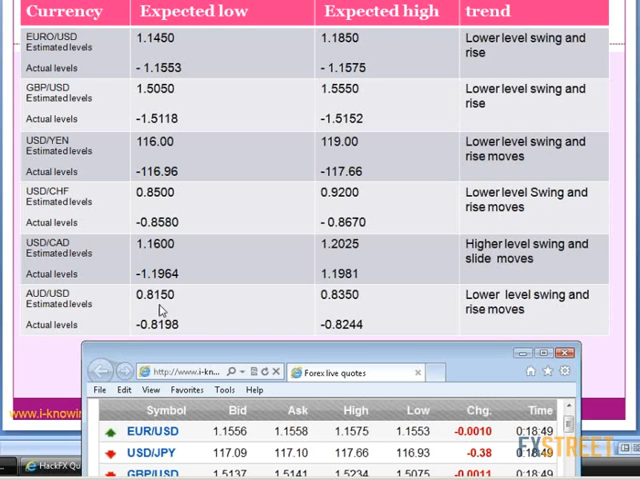 Currency Expected low Expected high trend
EURO/USD 1.1450 1.1850 Lower level swing and
Estimated levels rise
Actual levels - 1.1553 - 1.1575
GBP/USD 1.5050 1.5550 Lower level swing and
Estimated levels rise
Actual levels -1.5118 -1.5152
USD/YEN 116.00 119.00 Lower level swing and
Estimated levels rise moves
Actual levels -116.96 -117.66
USD/CHF 0.8500 0.9200 Lower level Swing and
Estimated levels rise moves
Actual levels -0.8580 - 0.8670
USD/CAD 1.1600 1.2025 Higher level swing and
Estimated levels slide moves
Actual levels -1.1964 1.1981
AUD/USD 0.8150 0.8350 Lower level swing and
Estimated levels rise moves
Actual levels -0.8198 -0.8244
http://www.i-kn... Forex live quotes
File Edit View Favorites Tools Help
www.i-knowin
Symbol Bid Ask High Low Chg. Time
EUR/USD 1.1556 1.1558 1.1575 1.1553 -0.0010 0:18:49
USD/JPY 117.09 117.10 117.66 116.93 -0.38 0:18:49
FXSTREET
HackFX Qu
GBP/USD 1.5137 1.5141 1.5234 1.5075 -0.0011 0:18:49